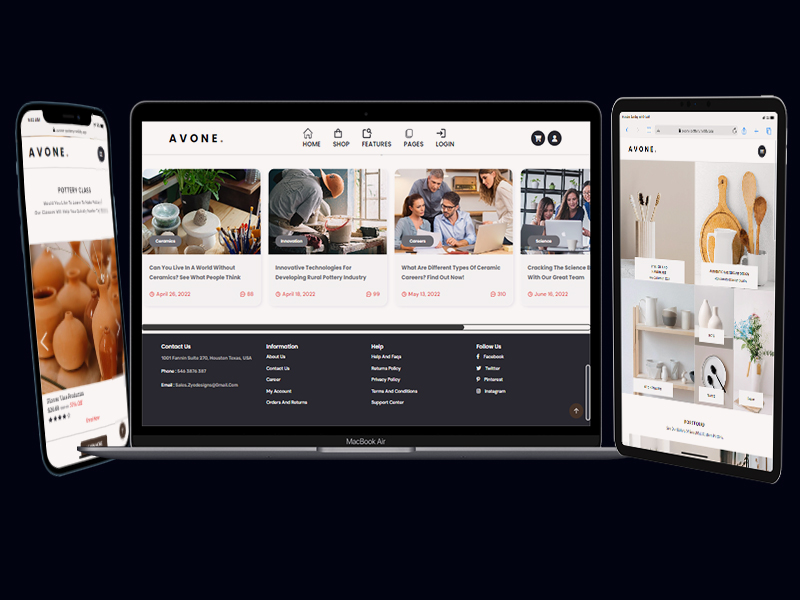 AVONE.
POTTERY CLASS
AVONE.
HOME
SHOP
FEATURES
PAGES
LOGIN
Ceramics
Can You Live In A World Without
Ceramics? See What People Think
April 26, 2022
Innovation
Innovative Technologies For
Developing Rural Pottery Industry
April 18, 2022
Careers
What Are Different Types Of Ceramic
Careers? Find Out Now!
May 13, 2022
310
Science
Cracking The Science B
With Our Great Team
June 16, 2022
Contact Us
1001 Fannin Suite 270, Houston Texas, USA
Phone : 546 3876 387
Email : Sales.Zyodesigns@Gmail.Com
Information
About Us
Contact Us
Career
My Account
Orders And Returns
Help
Help And Faqs
Returns Policy
Privacy Policy
Terms And Conditions
Support Center
Follow Us
Facebook
Twitter
Pinterest
Instagram
MacBook Air
AVONE.
PORTFOLIO